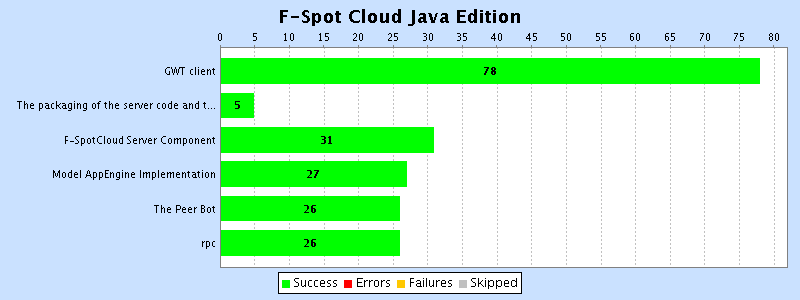 F-Spot Cloud Java Edition
0 5 10 15 20 25 30 35 40 45 50 55 60 65 70 75 80
GWT client 78
The packaging of the server code and t... 5
F-SpotCloud Server Component 31
Model AppEngine Implementation 27
The Peer Bot 26
rpc 26
Success Errors Failures Skipped